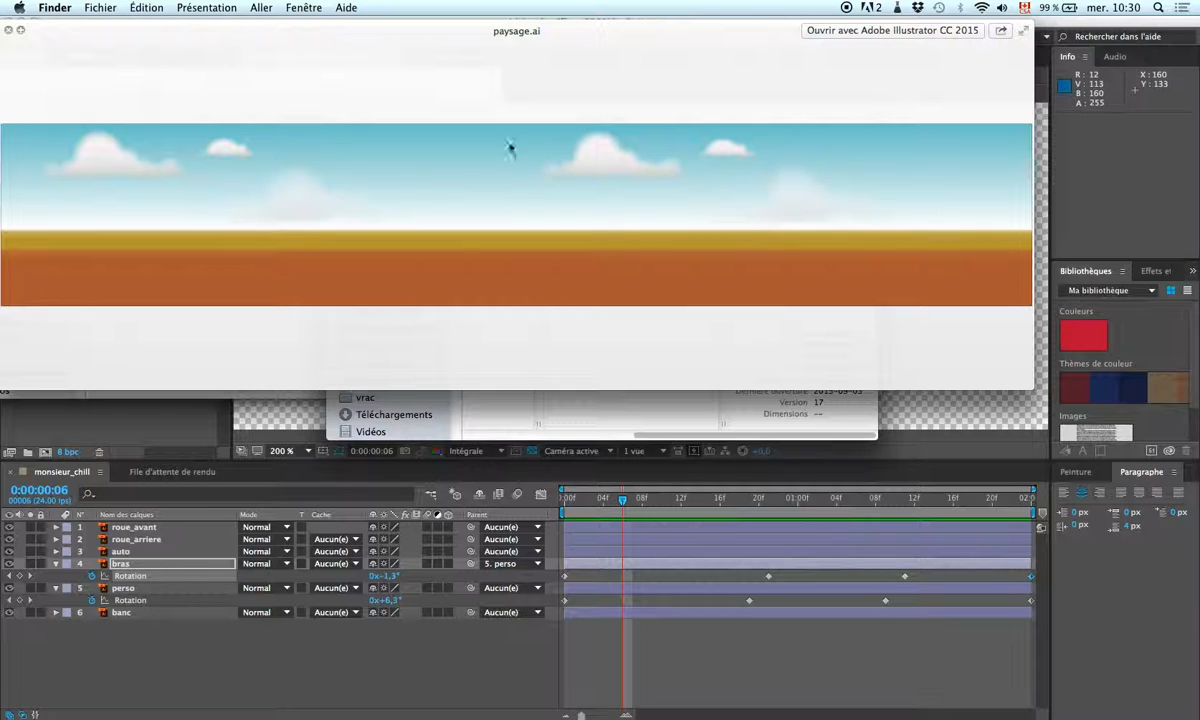 Finder Fichier Édition Présentation Aller Fenêtre Aide 2 99 % mer. 10:30
paysage.ai Ouvrir avec Adobe Illustrator CC 2015
Rechercher dans l'aide
Info Audio
R : 12 X : 160
V : 113 Y : 133
B : 160
A : 255
Bibliothèques Effets et
Ma bibliothèque
Couleurs
Thèmes de couleur
Images
vrac
Téléchargements
Vidéos
Dernière ouverture 2015-09-03
Version 17
Dimensions --
8 bpc 200 % 0:00:00:06 Intégrale Caméra active 1 vue +0,0
monsieur_chill File d'attente de rendu
0:00:00:06
00006 (24.00 ips)
N° Nom des calques Mode T Cache Parent
:00f 04f 08f 12f 16f 20f 01:00f 04f 08f 12f 16f 20f 02:0
1 roue_avant Normal Aucun(e)
2 roue_arriere Normal Aucun(e) Aucun(e)
3 auto Normal Aucun(e) Aucun(e)
4 bras Normal Aucun(e) 5. perso
Rotation 0x-1,3°
5 perso Normal Aucun(e) Aucun(e)
Rotation 0x+6,3°
6 banc Normal Aucun(e) Aucun(e)
Peinture Paragraphe
0 px 0 px 0 px
0 px 4 px